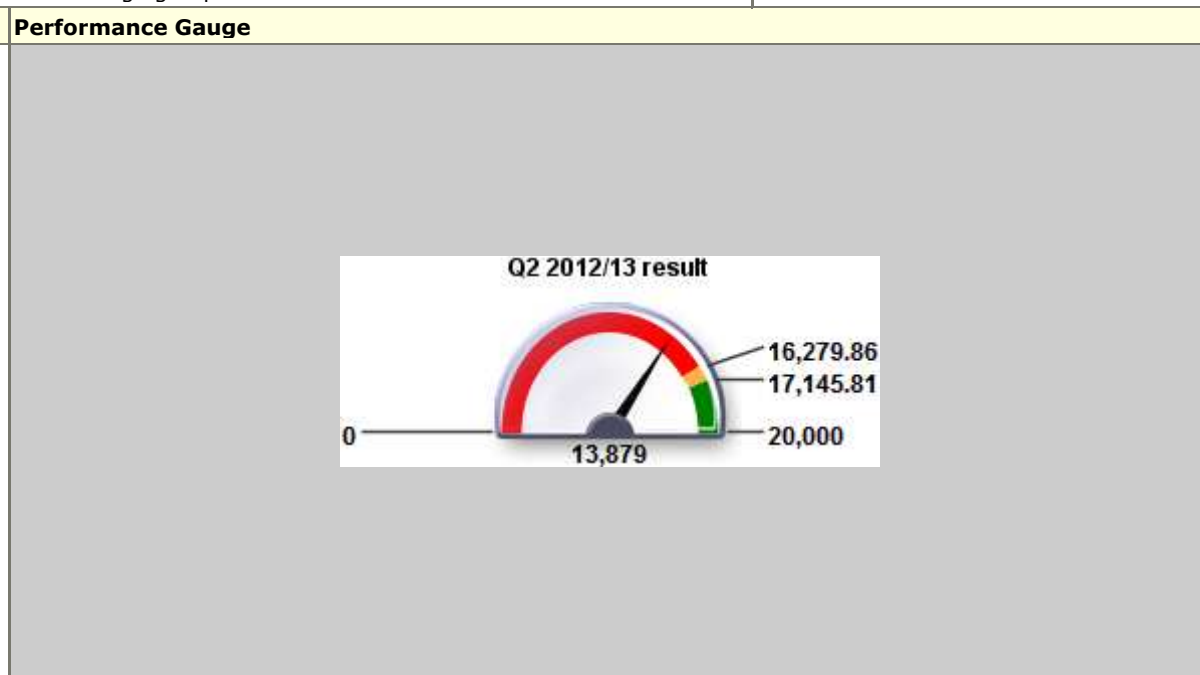 Performance Gauge
Q2 2012/13 result
16,279.86
17,145.81
0
20,000
13,879